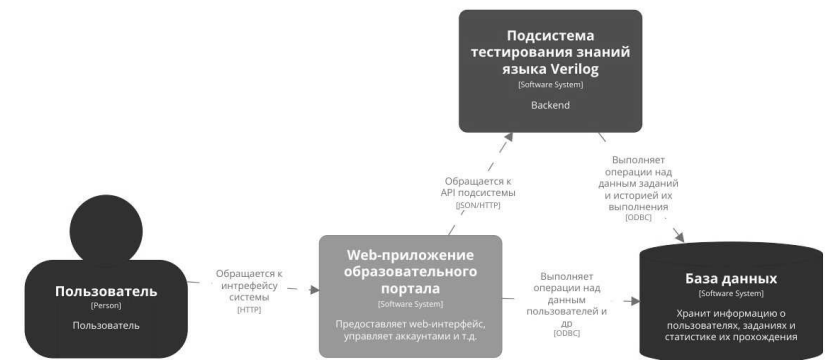 Подсистема
тестирования знаний
языка Verilog
[Software System]
Backend
Обращается к
API подсистемы
[JSON/HTTP]
Выполняет
операции над
данным заданий
и историей их
выполнения
[ODBC]
Пользователь
[Person]
Пользователь
Обращается к
интрефейсу
системы
[HTTP]
Web-приложение
образовательного
портала
[Software System]
Предоставляет web-интерфейс,
управляет аккаунтами и т.д.
Выполняет
операции над
данным
пользователей и
др
[ODBC]
База данных
[Software System]
Хранит информацию о
пользователях, заданиях и
статистике их прохождения